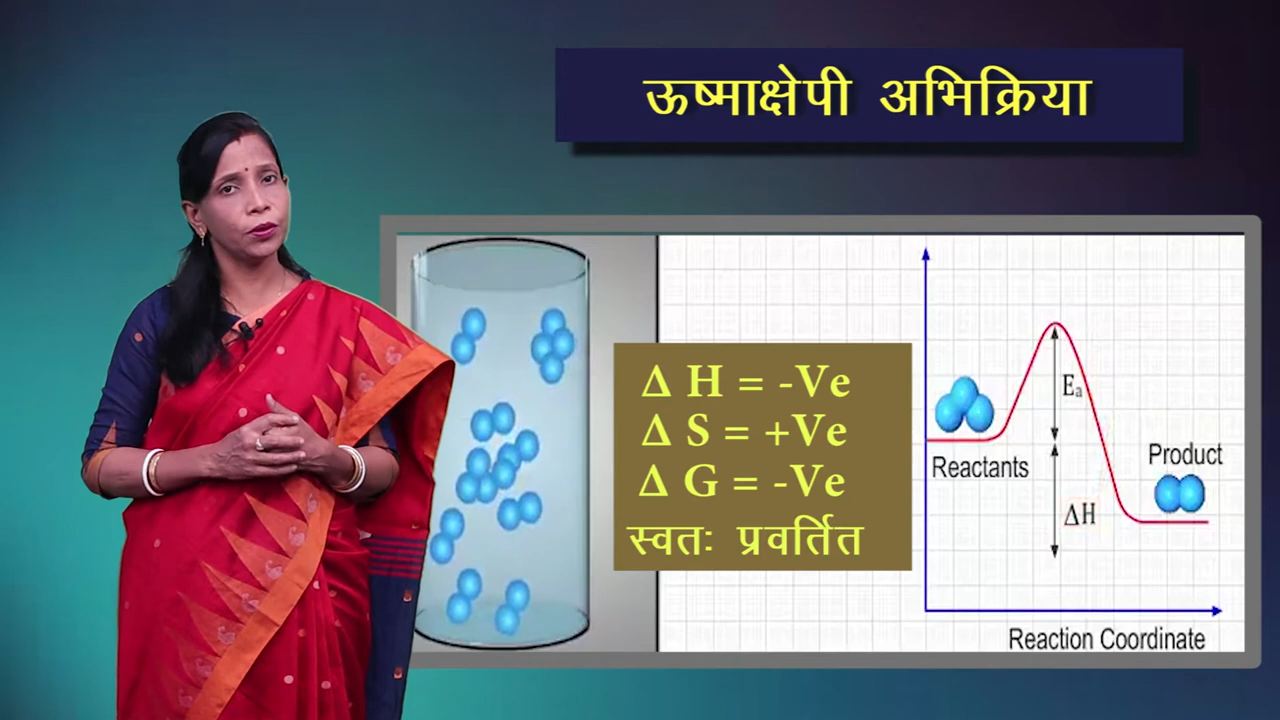 ऊष्माक्षेपी अभिक्रिया
Δ H = -Ve
Δ S = +Ve
Δ G = -Ve
स्वतः प्रवर्तित
Eₐ
Reactants
Product
ΔH
Reaction Coordinate